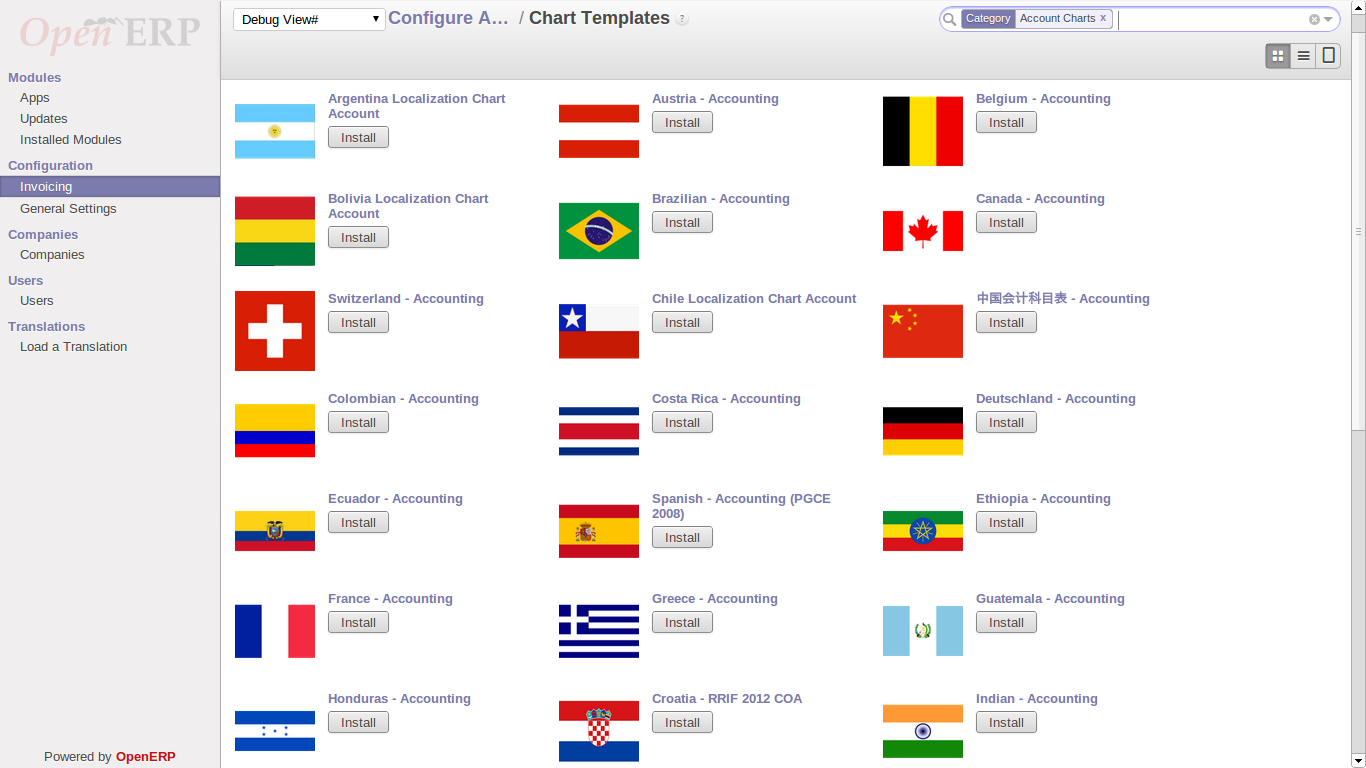 Open ERP
Modules
Apps
Updates
Installed Modules
Configuration
Invoicing
General Settings
Companies
Companies
Users
Users
Translations
Load a Translation
Powered by OpenERP
Debug View#
Configure A... / Chart Templates ?
Category Account Charts x
Argentina Localization Chart
Account
Install
Austria - Accounting
Install
Belgium - Accounting
Install
Bolivia Localization Chart
Account
Install
Brazilian - Accounting
Install
Canada - Accounting
Install
Switzerland - Accounting
Install
Chile Localization Chart Account
Install
中国会计科目表 - Accounting
Install
Colombian - Accounting
Install
Costa Rica - Accounting
Install
Deutschland - Accounting
Install
Ecuador - Accounting
Install
Spanish - Accounting (PGCE
2008)
Install
Ethiopia - Accounting
Install
France - Accounting
Install
Greece - Accounting
Install
Guatemala - Accounting
Install
Honduras - Accounting
Install
Croatia - RRIF 2012 COA
Install
Indian - Accounting
Install